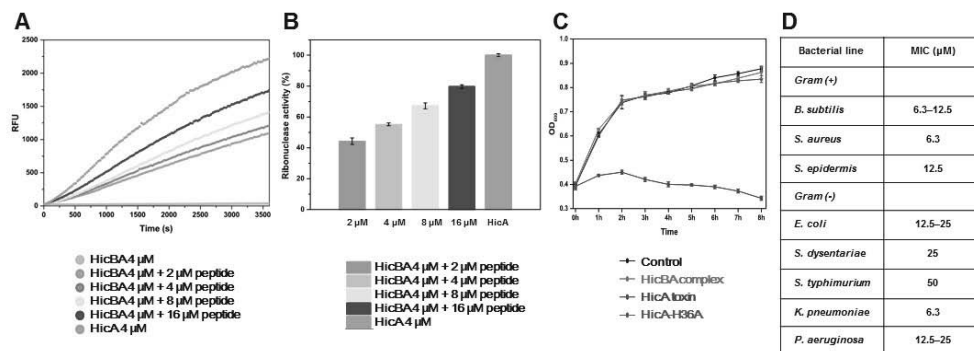 A
RFU
2500
2000
1500
1000
500
0
0 500 1000 1500 2000 2500 3000 3500
Time (s)
HicBA 4 µM
HicBA 4 µM + 2 µM peptide
HicBA 4 µM + 4 µM peptide
HicBA 4 µM + 8 µM peptide
HicBA 4 µM + 16 µM peptide
HicA 4 µM
B
Ribonuclease activity (%)
100
80
60
40
20
0
2 µM 4 µM 8 µM 16 µM HicA
HicBA 4 µM + 2 µM peptide
HicBA 4 µM + 4 µM peptide
HicBA 4 µM + 8 µM peptide
HicBA 4 µM + 16 µM peptide
HicA 4 µM
C
OD600
1.0
0.9
0.8
0.7
0.6
0.5
0.4
0.3
0h 1h 2h 3h 4h 5h 6h 7h 8h
Time
Control
HicBA complex
HicA toxin
HicA-H36A
D
Bacterial line MIC (µM)
Gram (+)
B. subtilis 6.3–12.5
S. aureus 6.3
S. epidermis 12.5
Gram (-)
E. coli 12.5–25
S. dysentariae 25
S. typhimurium 50
K. pneumoniae 6.3
P. aeruginosa 12.5–25